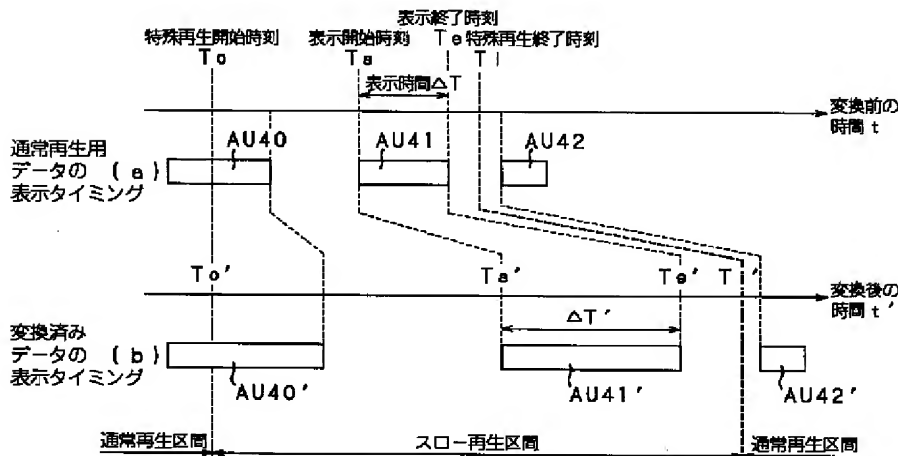 表示終了時刻
特殊再生開始時刻 表示開始時刻 Te 特殊再生終了時刻
To Ta T
表示時間△T
変換前の
時間 t
AU40 AU41 AU42
通常再生用
データの (a)
表示タイミング
To' Ta' Te' T '
変換後の
時間 t'
△T'
変換済み
データの (b)
表示タイミング
AU40' AU41' AU42'
通常再生区間 スロー再生区間 通常再生区間